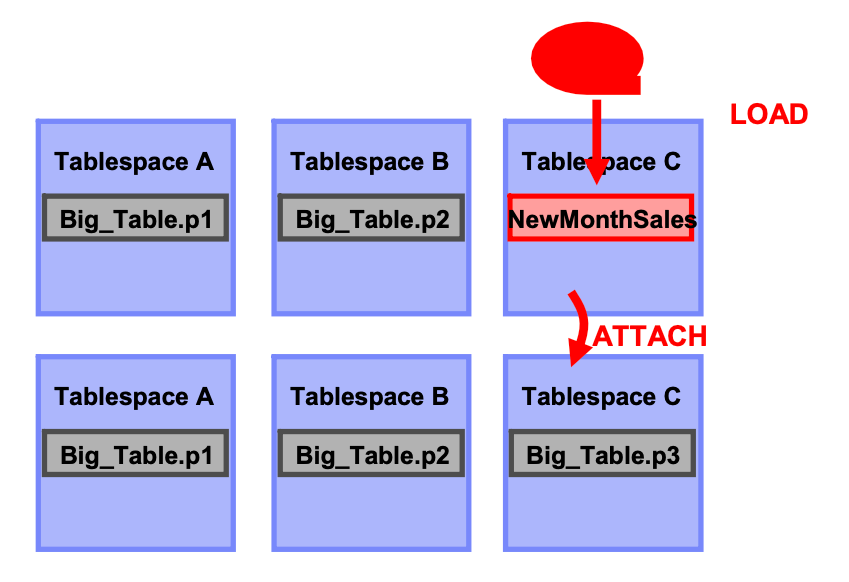 LOAD
Tablespace A
Tablespace B
Tablespace C
Big_Table.p1
Big_Table.p2
NewMonthSales
ATTACH
Tablespace A
Tablespace B
Tablespace C
Big_Table.p1
Big_Table.p2
Big_Table.p3